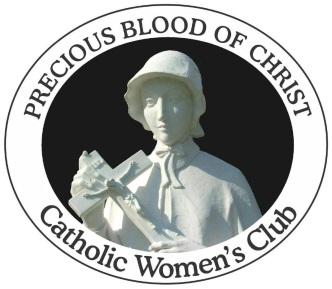 PRECIOUS BLOOD OF CHRIST
Catholic Women's Club